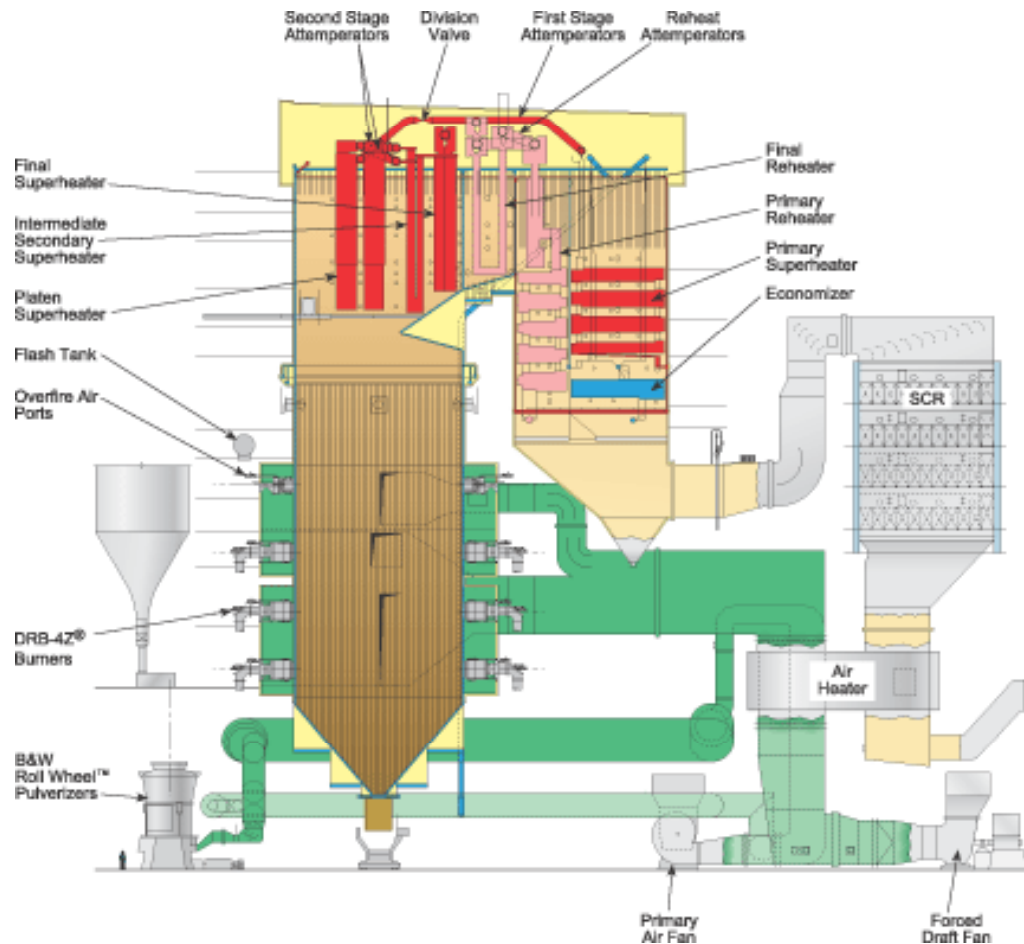 Second Stage
Attemperators
Division
Valve
First Stage
Attemperators
Reheat
Attemperators
Final
Superheater
Intermediate
Secondary
Superheater
Platen
Superheater
Flash Tank
Overfire Air
Ports
DRB-4Z®
Burners
B&W
Roll Wheel™
Pulverizers
Final
Reheater
Primary
Reheater
Primary
Superheater
Economizer
SCR
Air
Heater
Primary
Air Fan
Forced
Draft Fan